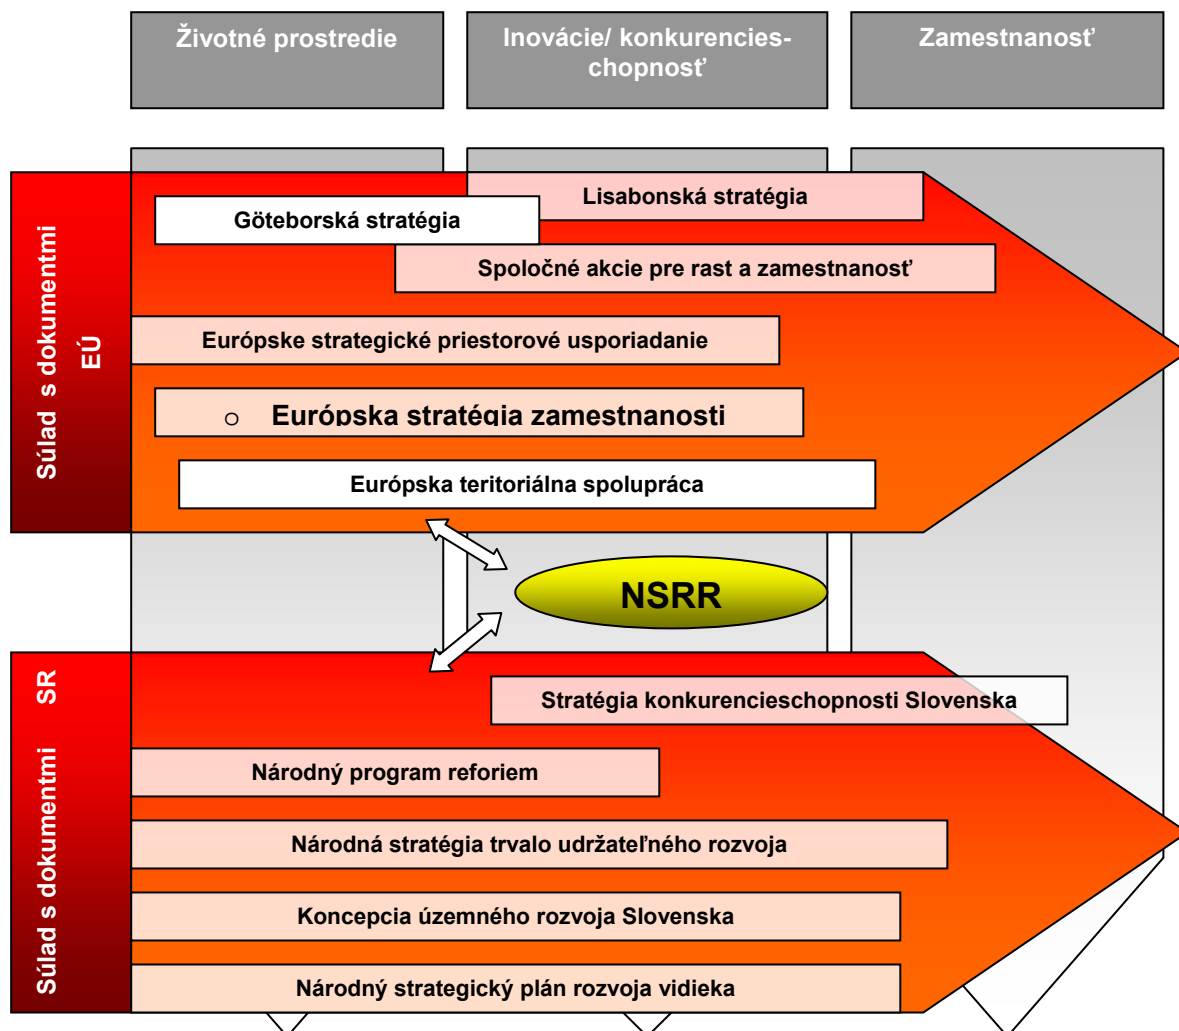 Životné prostredie
Inovácie/ konkurencies-
chopnosť
Zamestnanosť
Súlad s dokumentmi
EÚ
Lisabonská stratégia
Göteborská stratégia
Spoločné akcie pre rast a zamestnanosť
Európske strategické priestorové usporiadanie
o Európska stratégia zamestnanosti
Európska teritoriálna spolupráca
NSRR
Súlad s dokumentmi SR
Stratégia konkurencieschopnosti Slovenska
Národný program reforiem
Národná stratégia trvalo udržateľného rozvoja
Koncepcia územného rozvoja Slovenska
Národný strategický plán rozvoja vidieka